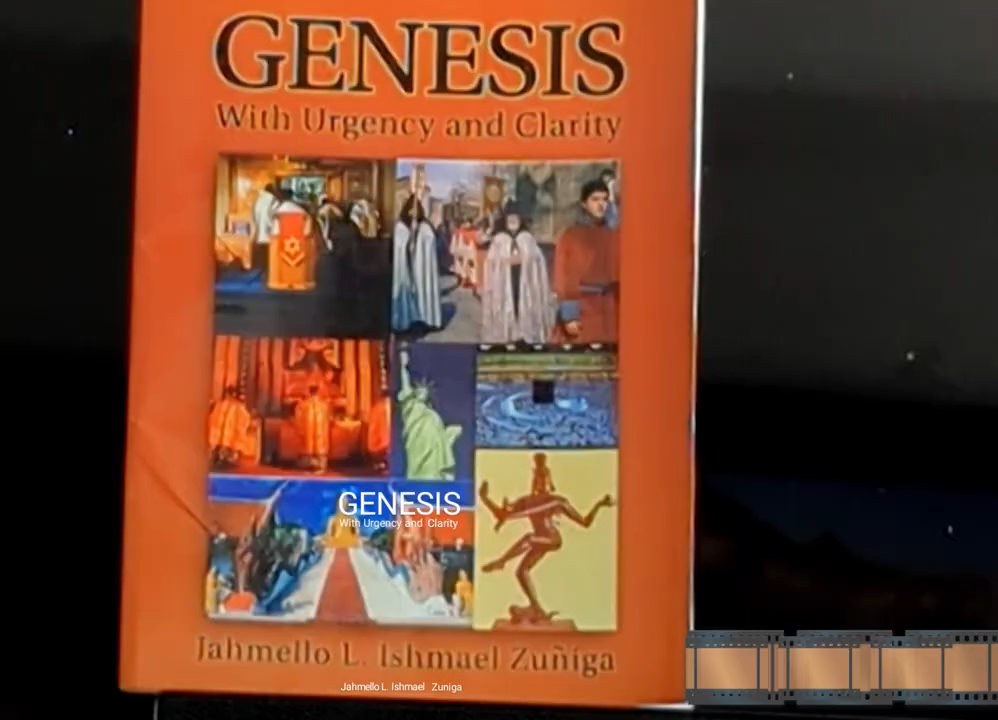 GENESIS
With Urgency and Clarity
GENESIS
With Urgency and Clarity
Jahmello L. Ishmael Zuñiga
Jahmello L. Ishmael Zuniga